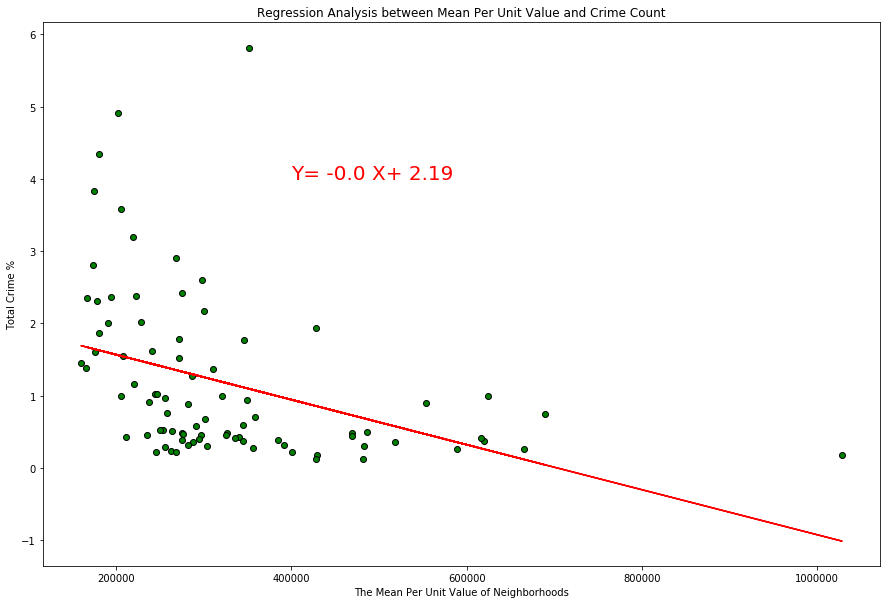 Regression Analysis between Mean Per Unit Value and Crime Count
6
5
Y= -0.0 X+ 2.19
4
3
Total Crime %
2
1
0
−1
200000 400000 600000 800000 1000000
The Mean Per Unit Value of Neighborhoods